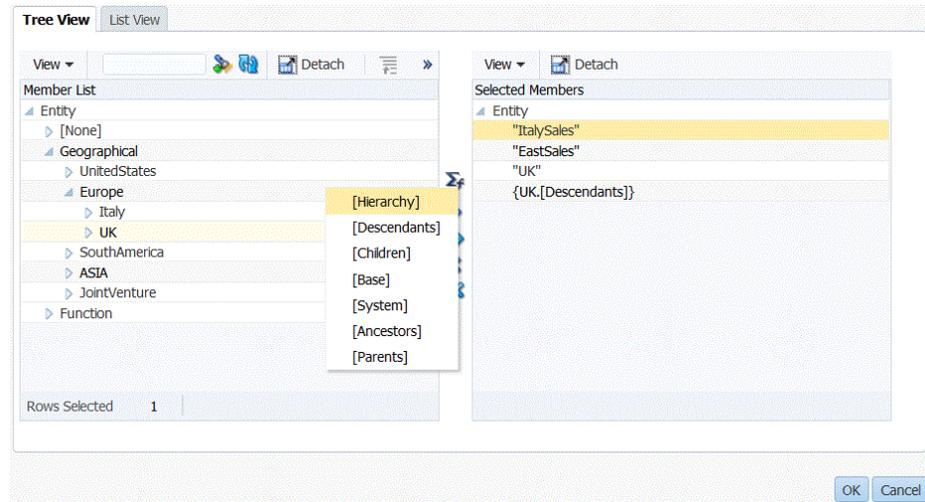 Tree View List View
View Detach » View Detach
Member List Selected Members
Entity Entity
[None] "ItalySales"
Geographical "EastSales"
UnitedStates "UK"
Europe [Hierarchy] {UK.[Descendants]}
Italy [Descendants]
UK [Children]
SouthAmerica [Base]
ASIA [System]
JointVenture [Ancestors]
Function [Parents]
Rows Selected 1
OK Cancel